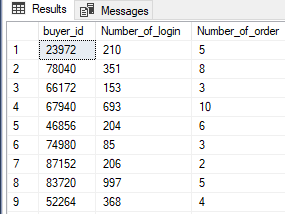 Results Messages
buyer_id Number_of_login Number_of_order
1 23972 210 5
2 78040 351 8
3 66172 153 3
4 67940 693 10
5 46856 204 6
6 74980 85 3
7 87152 206 2
8 83720 997 5
9 52264 368 4